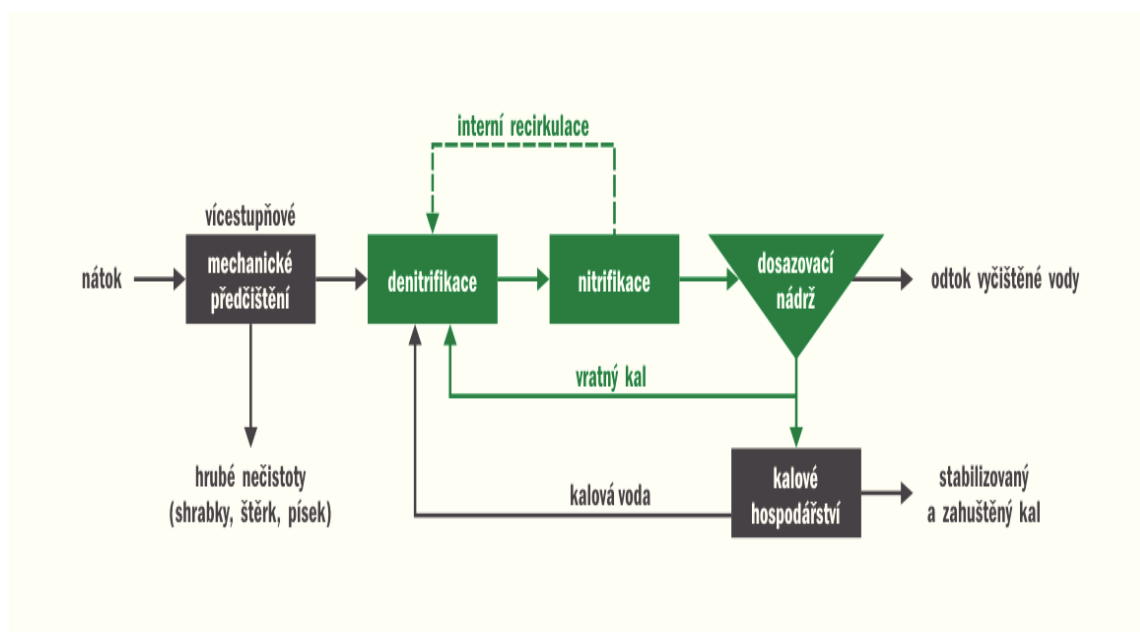 interní recirkulace
vícestupňové
nátok
mechanické
předčištění
denitrifikace
nitrifikace
dosazovací
nádrž
odtok vyčištěné vody
vratný kal
hrubé nečistoty
(shrabky, štěrk, písek)
kalová voda
kalové
hospodářství
stabilizovaný
a zahuštěný kal